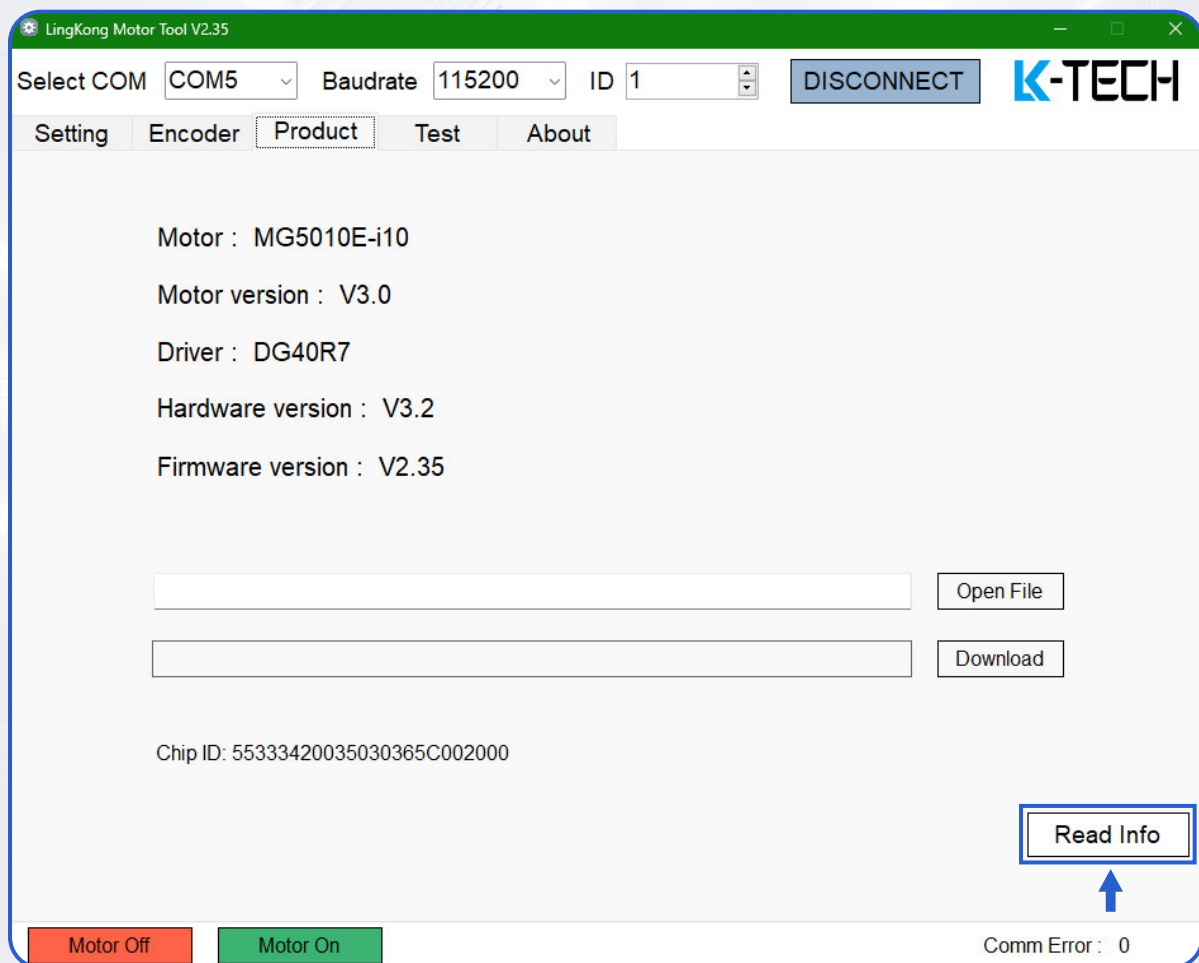 LingKong Motor Tool V2.35
Select COM COM5 Baudrate 115200 ID 1 DISCONNECT K-TECH
Setting Encoder Product Test About
Motor : MG5010E-i10
Motor version : V3.0
Driver : DG40R7
Hardware version : V3.2
Firmware version : V2.35
Open File
Download
Chip ID: 55333420035030365C002000
Read Info
Motor Off Motor On Comm Error : 0